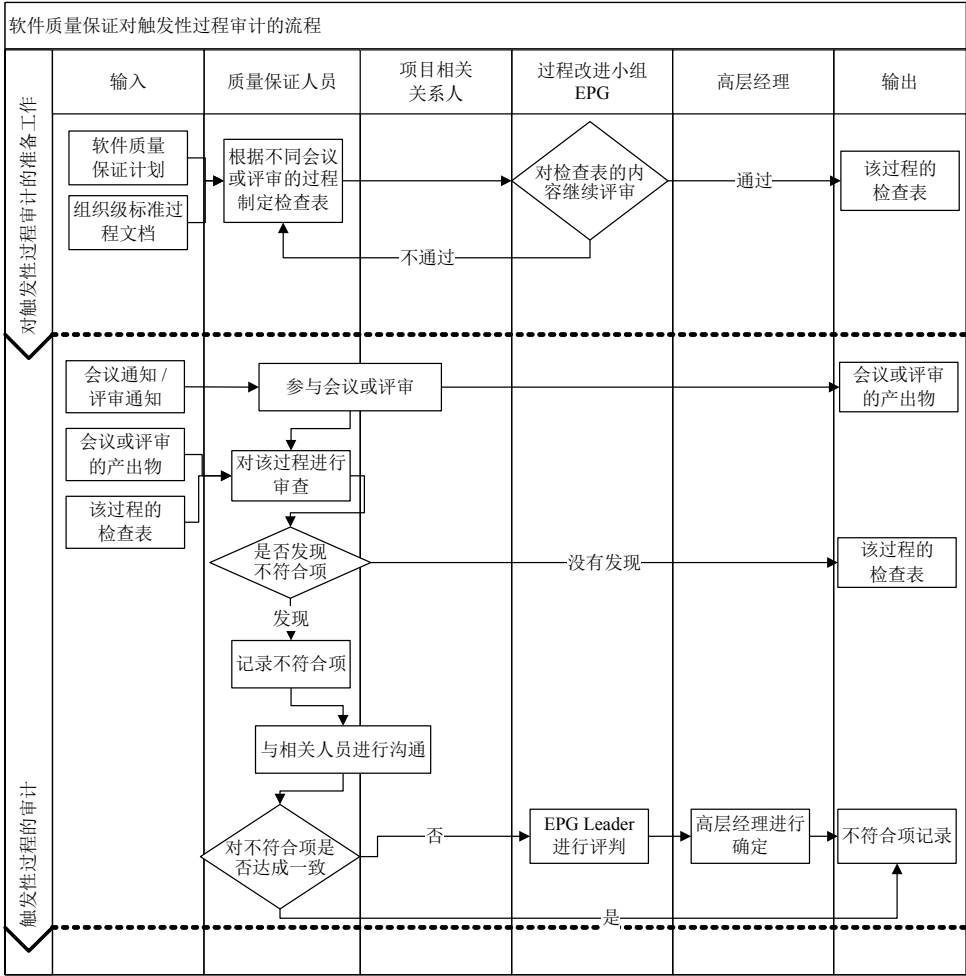 软件质量保证对触发性过程审计的流程
输入
质量保证人员
项目相关
关系人
过程改进小组
EPG
高层经理
输出
对触发性过程审计的准备工作
软件质量
保证计划
组织级标准过
程文档
根据不同会议
或评审的过程
制定检查表
对检查表的内
容继续评审
通过
不通过
该过程的
检查表
触发性过程的审计
会议通知 /
评审通知
参与会议或评审
会议或评审
的产出物
会议或评审
的产出物
该过程的
检查表
对该过程进行
审查
是否发现
不符合项
没有发现
该过程的
检查表
发现
记录不符合项
与相关人员进行沟通
对不符合项是
否达成一致
否
EPG Leader
进行评判
高层经理进行
确定
不符合项记录
是